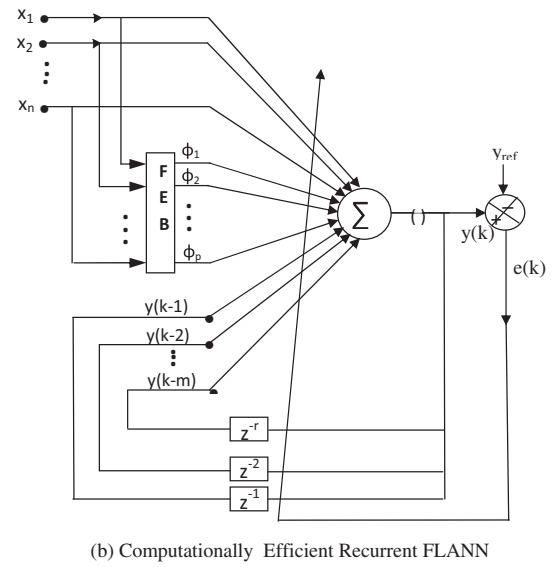 x1
x2
xn
F
E
B
ϕ1
ϕ2
ϕp
Σ
( )
yref
y(k)
+ −
e(k)
y(k-1)
y(k-2)
y(k-m)
z-r
z-2
z-1
(b) Computationally Efficient Recurrent FLANN